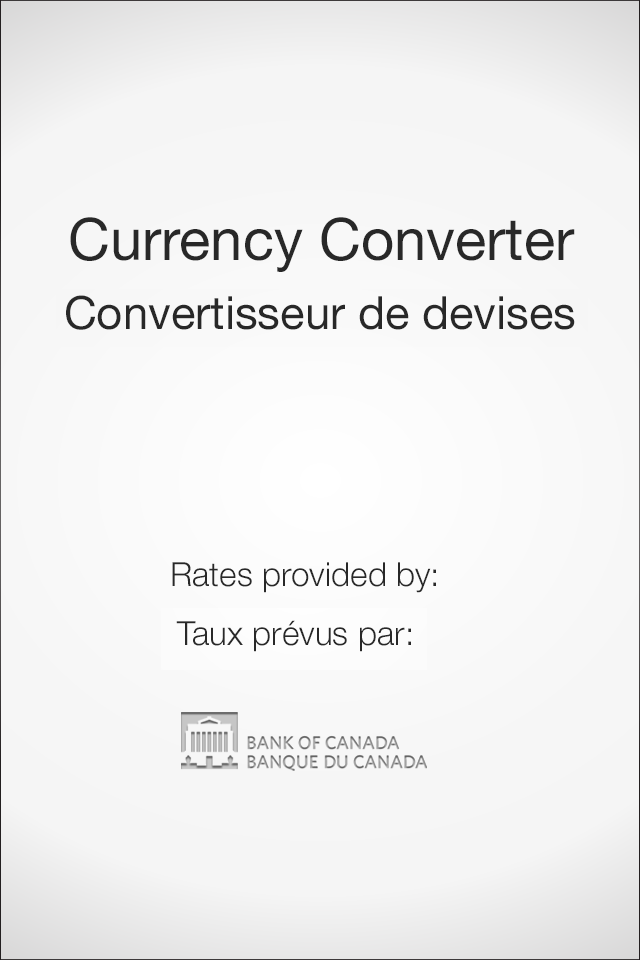 Currency Converter
Convertisseur de devises
Rates provided by:
Taux prévus par:
BANK OF CANADA
BANQUE DU CANADA